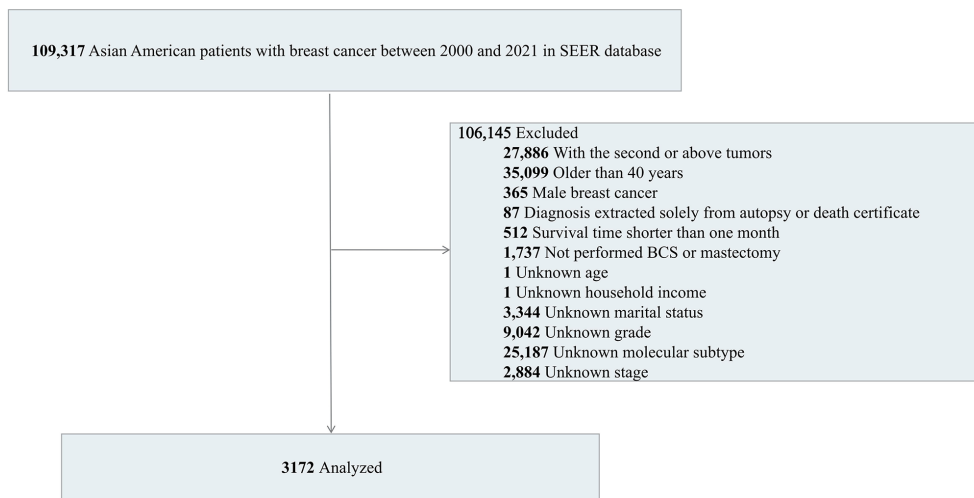 109,317 Asian American patients with breast cancer between 2000 and 2021 in SEER database
106,145 Excluded
27,886 With the second or above tumors
35,099 Older than 40 years
365 Male breast cancer
87 Diagnosis extracted solely from autopsy or death certificate
512 Survival time shorter than one month
1,737 Not performed BCS or mastectomy
1 Unknown age
1 Unknown household income
3,344 Unknown marital status
9,042 Unknown grade
25,187 Unknown molecular subtype
2,884 Unknown stage
3172 Analyzed